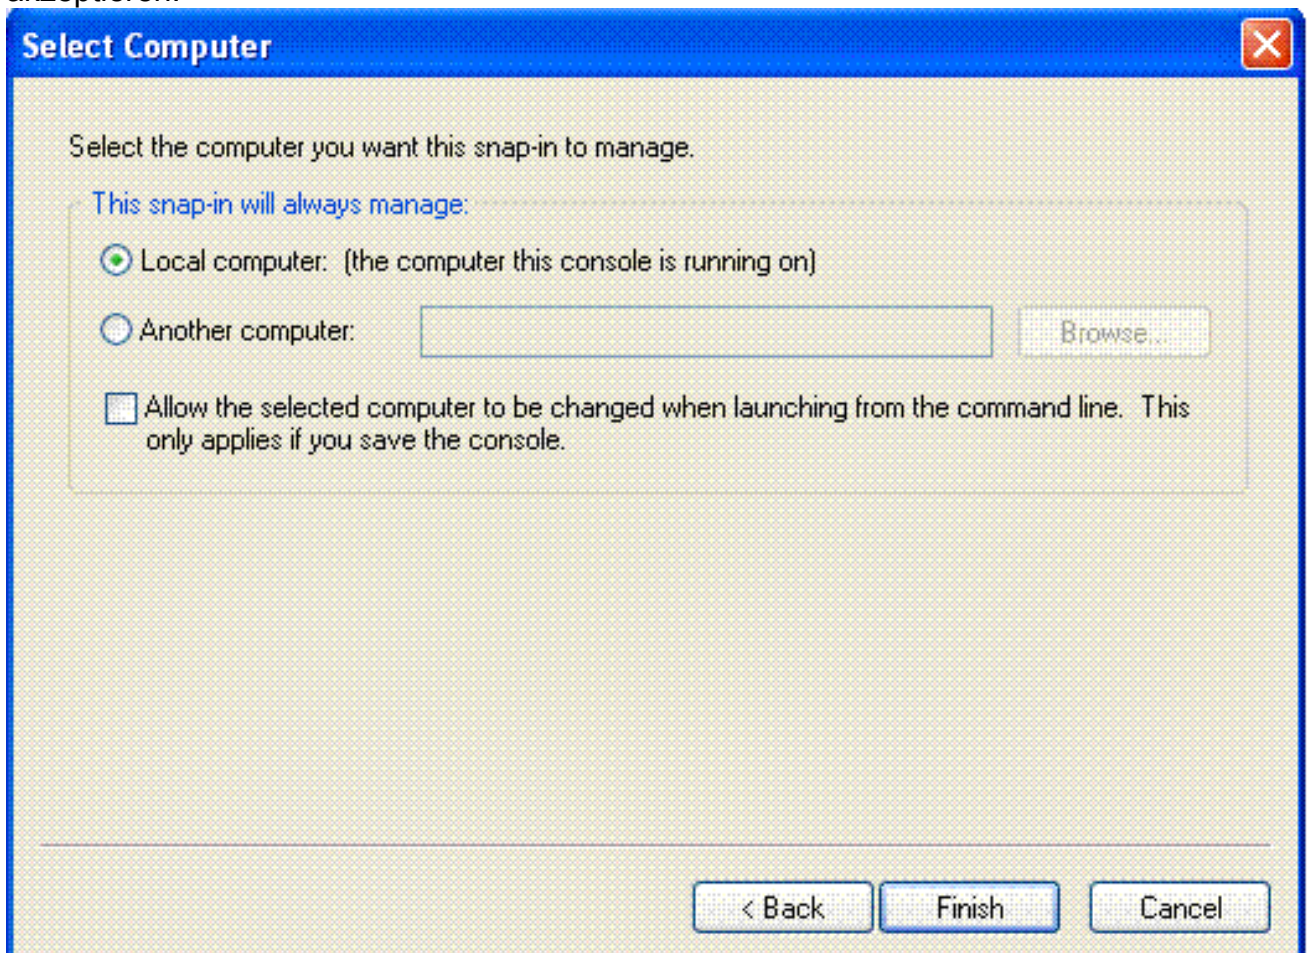 akzeptieren.
Select Computer
Select the computer you want this snap-in to manage.
This snap-in will always manage:
Local computer:  (the computer this console is running on)
Another computer:
Browse...
Allow the selected computer to be changed when launching from the command line.  This
only applies if you save the console.
< Back
Finish
Cancel